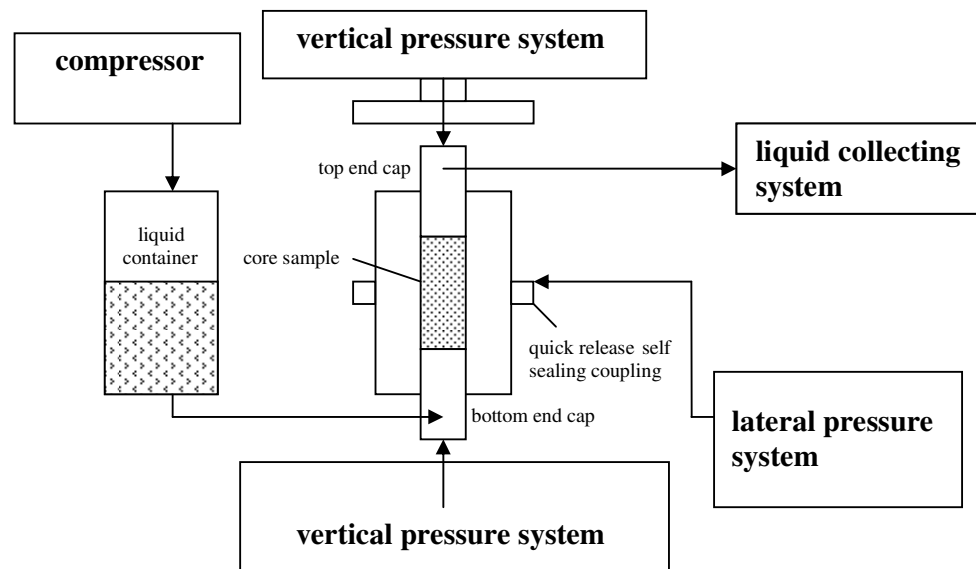 vertical pressure system
compressor
top end cap
liquid collecting
system
liquid
container
core sample
quick release self
sealing coupling
bottom end cap
lateral pressure
system
vertical pressure system